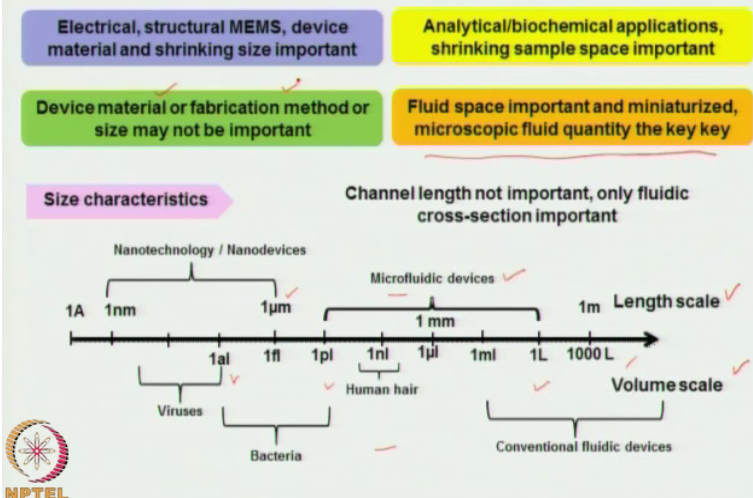 Electrical, structural MEMS, device
material and shrinking size important
Analytical/biochemical applications,
shrinking sample space important
Device material or fabrication method or
size may not be important
Fluid space important and miniaturized,
microscopic fluid quantity the key key
Size characteristics
Channel length not important, only fluidic
cross-section important
Nanotechnology / Nanodevices
Microfluidic devices
1A 1nm 1µm 1 mm 1m Length scale
1al 1fl 1pl 1nl 1µl 1ml 1L 1000 L
Volume scale
Viruses
Human hair
Bacteria
Conventional fluidic devices
NPTEL